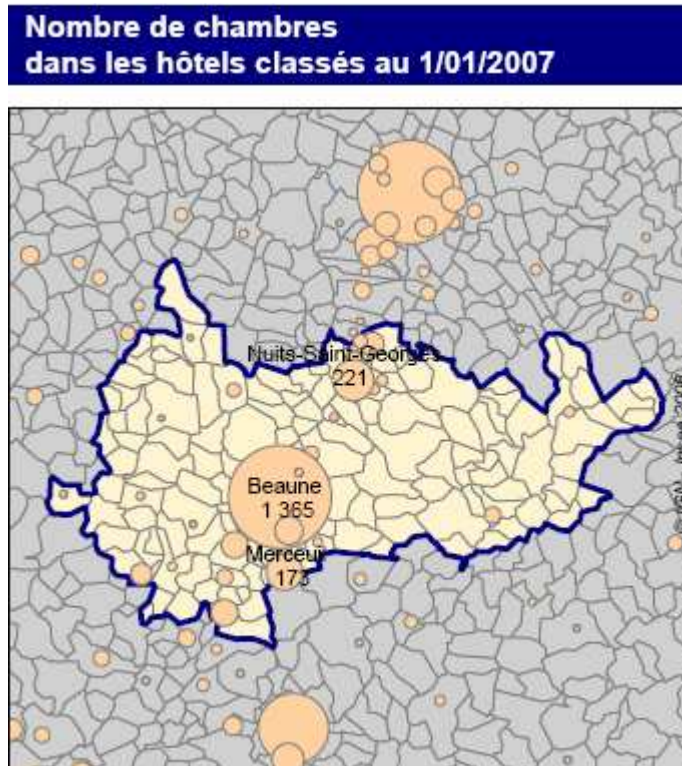 Nombre de chambres
dans les hôtels classés au 1/01/2007
Nuits-Saint-Georges
221
Beaune
1 365
Merceuil
173